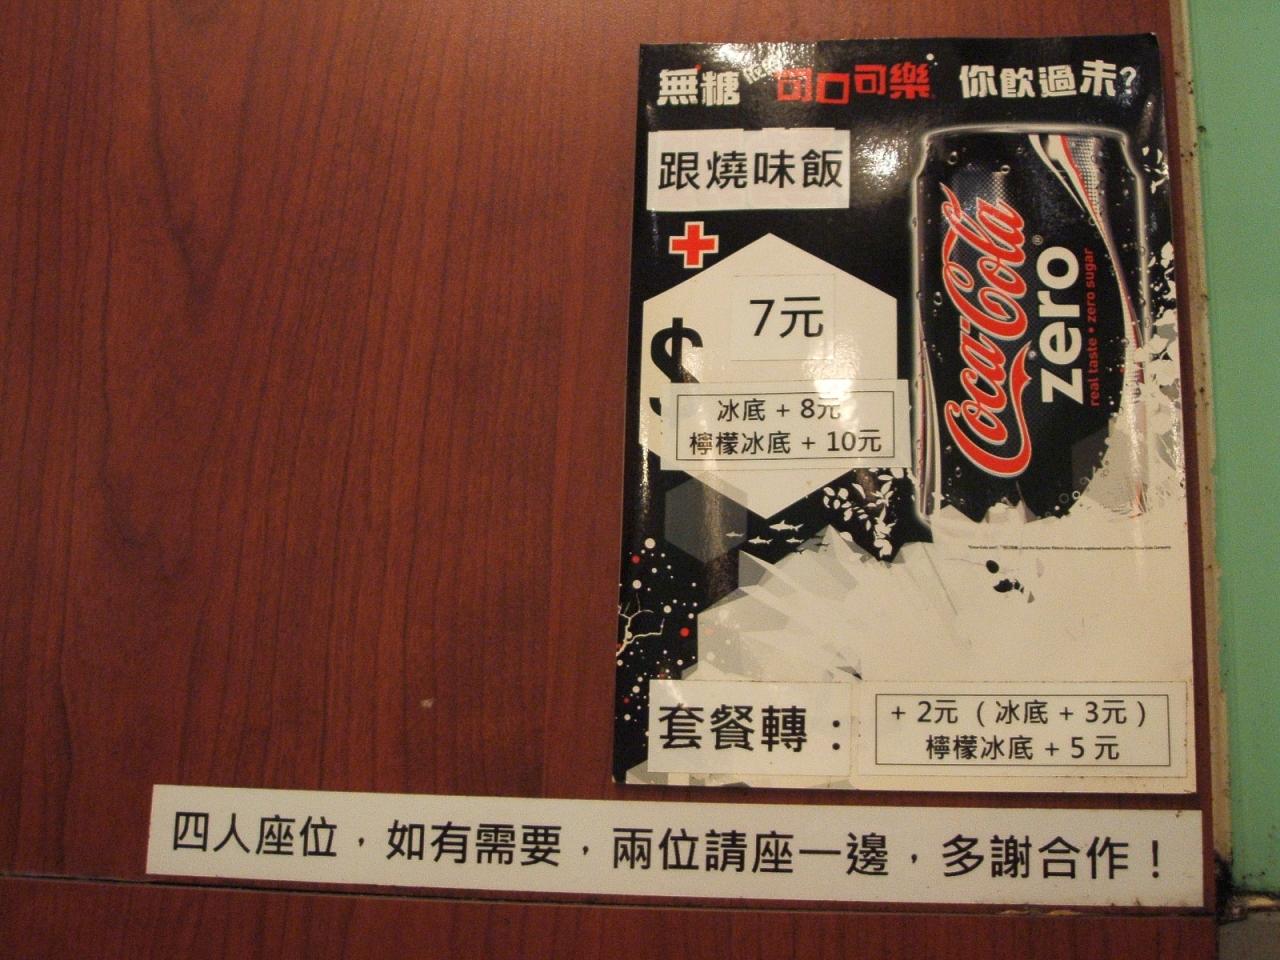 無糖 可口可樂 你飲過未?
跟燒味飯
+
$
7元
冰底 + 8元
檸檬冰底 + 10元
Coca-Cola
zero
real taste • zero sugar
套餐轉：
+ 2元 ( 冰底 + 3元 )
檸檬冰底 + 5 元
四人座位，如有需要，兩位請座一邊，多謝合作！